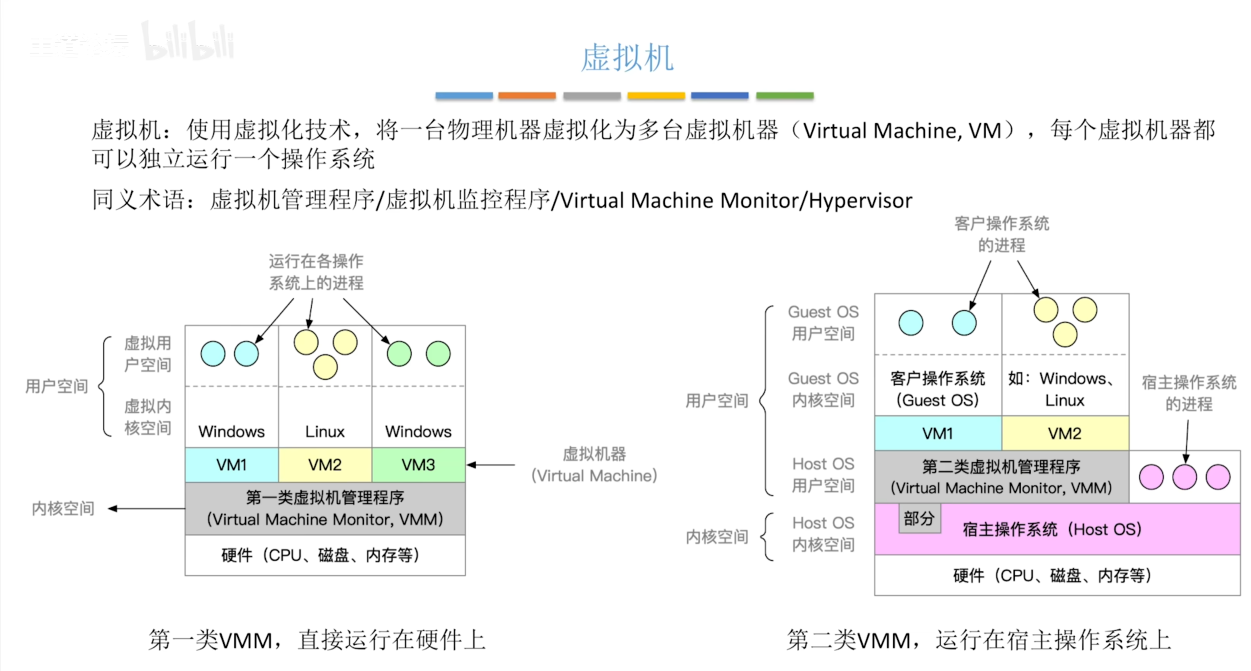 bilibili
虚拟机
虚拟机：使用虚拟化技术，将一台物理机器虚拟化为多台虚拟机器（Virtual Machine, VM），每个虚拟机器都
可以独立运行一个操作系统
同义术语：虚拟机管理程序/虚拟机监控程序/Virtual Machine Monitor/Hypervisor
运行在各操作
系统上的进程
用户空间
虚拟用
户空间
虚拟内
核空间
Windows
Linux
Windows
VM1
VM2
VM3
虚拟机器
（Virtual Machine）
内核空间
第一类虚拟机管理程序
（Virtual Machine Monitor, VMM）
硬件（CPU、磁盘、内存等）
第一类VMM，直接运行在硬件上
客户操作系统
的进程
用户空间
Guest OS
用户空间
Guest OS
内核空间
客户操作系统
（Guest OS）
如：Windows、
Linux
VM1
VM2
宿主操作系统
的进程
Host OS
用户空间
第二类虚拟机管理程序
（Virtual Machine Monitor, VMM）
内核空间
Host OS
内核空间
部分
宿主操作系统（Host OS）
硬件（CPU、磁盘、内存等）
第二类VMM，运行在宿主操作系统上